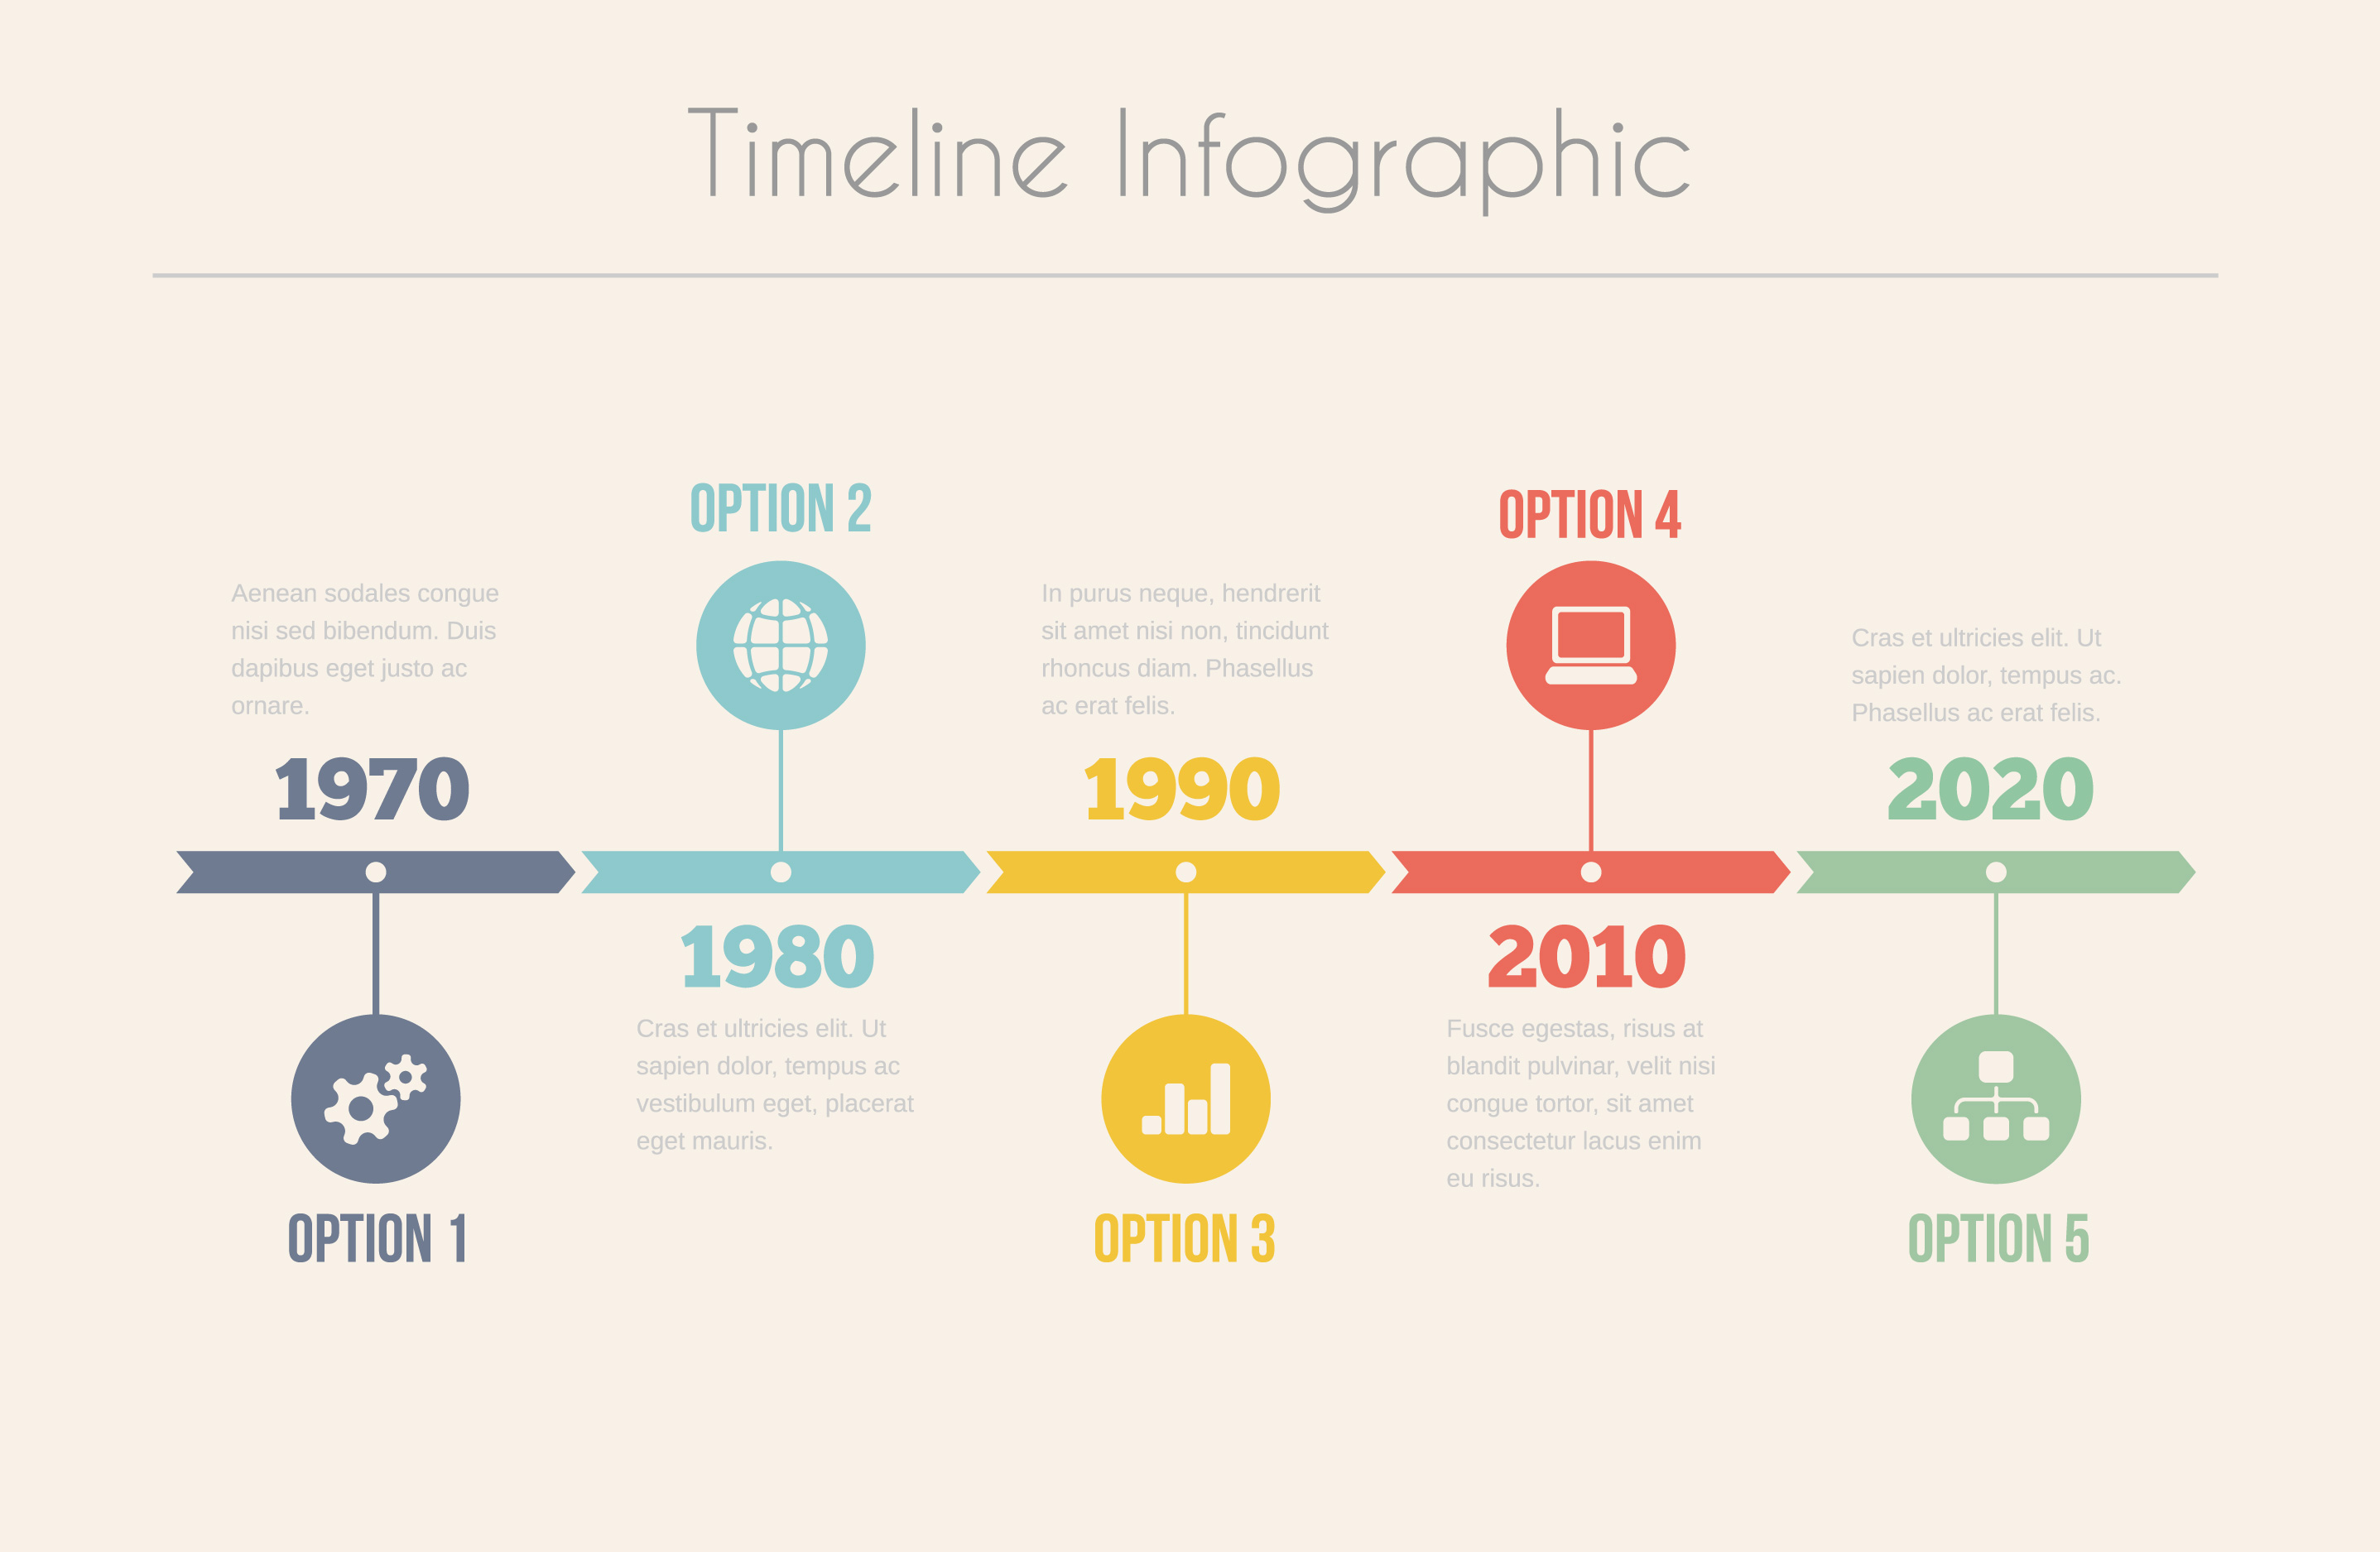 Timeline Infographic
Aenean sodales congue
nisi sed bibendum. Duis
dapibus eget justo ac
ornare.
1970
OPTION 1
OPTION 2
1980
Cras et ultricies elit. Ut
sapien dolor, tempus ac
vestibulum eget, placerat
eget mauris.
In purus neque, hendrerit
sit amet nisi non, tincidunt
rhoncus diam. Phasellus
ac erat felis.
1990
OPTION 3
OPTION 4
2010
Fusce egestas, risus at
blandit pulvinar, velit nisi
congue tortor, sit amet
consectetur lacus enim
eu risus.
Cras et ultricies elit. Ut
sapien dolor, tempus ac.
Phasellus ac erat felis.
2020
OPTION 5